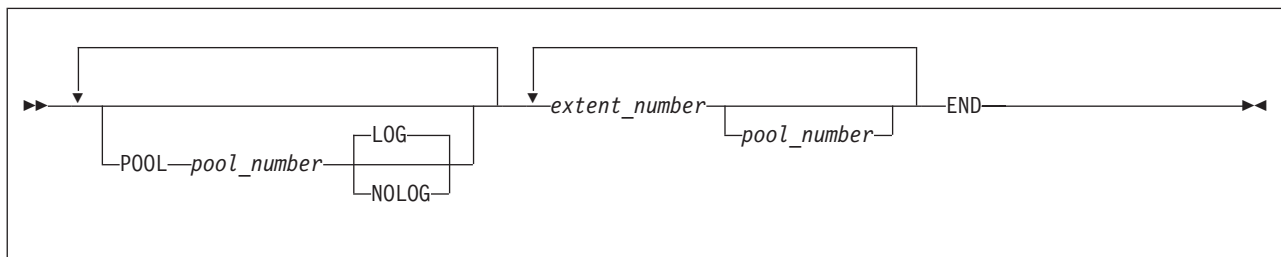 extent_number END
pool_number
LOG
POOL pool_number
NOLOG